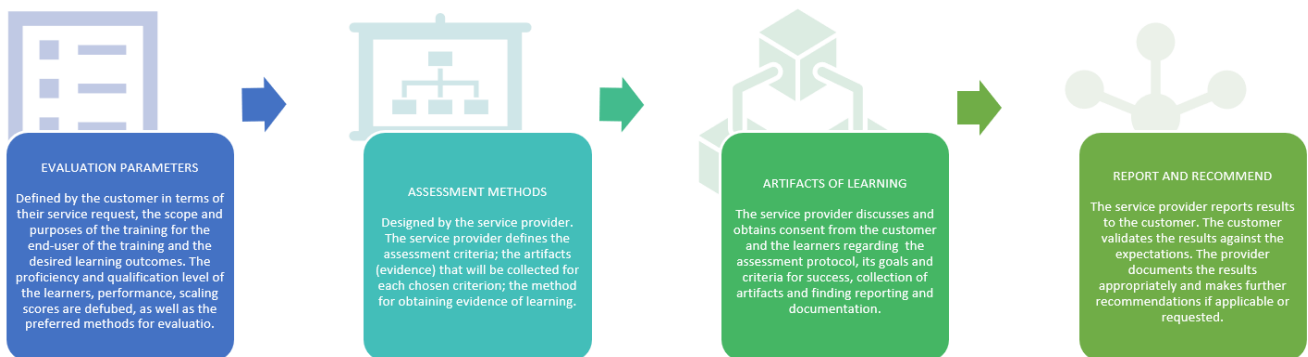 EVALUATION PARAMETERS
Defined by the customer in terms of
their service request, the scope and
purposes of the training for the
end-user of the training and the
desired learning outcomes. The
proficiency and qualification level of
the learners, performance, scaling
scores are defubed, as well as the
preferred methods for evaluatio.
ASSESSMENT METHODS
Designed by the service provider.
The service provider defines the
assessment criteria; the artifacts
(evidence) that will be collected for
each chosen criterion; the method
for obtaining evidence of learning.
ARTIFACTS OF LEARNING
The service provider discusses and
obtains consent from the customer
and the learners regarding the
assessment protocol, its goals and
criteria for success, collection of
artifacts and finding reporting and
documentation.
REPORT AND RECOMMEND
The service provider reports results
to the customer. The customer
validates the results against the
expectations. The provider
documents the results
appropriately and makes further
recommendations if applicable or
requested.